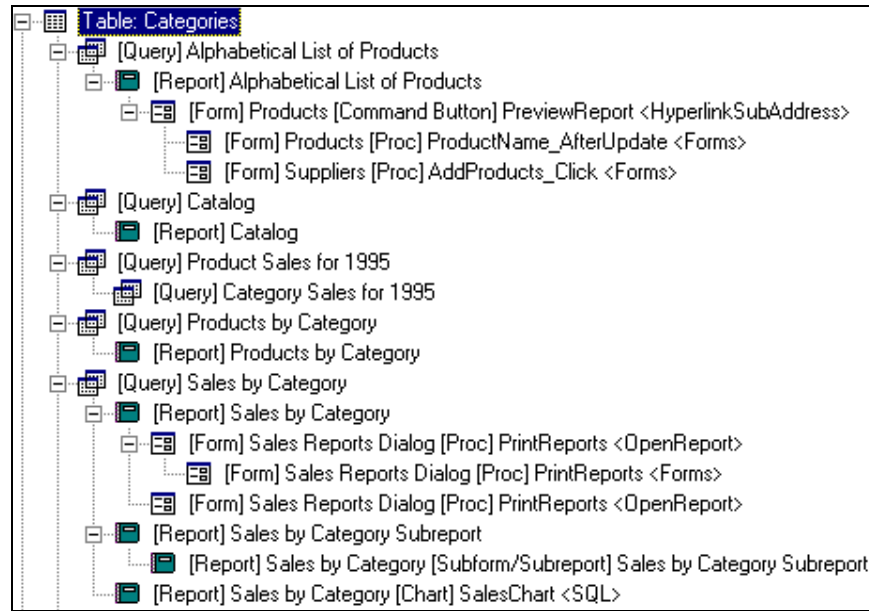 Table: Categories
[Query] Alphabetical List of Products
[Report] Alphabetical List of Products
[Form] Products [Command Button] PreviewReport <HyperlinkSubAddress>
[Form] Products [Proc] ProductName_AfterUpdate <Forms>
[Form] Suppliers [Proc] AddProducts_Click <Forms>
[Query] Catalog
[Report] Catalog
[Query] Product Sales for 1995
[Query] Category Sales for 1995
[Query] Products by Category
[Report] Products by Category
[Query] Sales by Category
[Report] Sales by Category
[Form] Sales Reports Dialog [Proc] PrintReports <OpenReport>
[Form] Sales Reports Dialog [Proc] PrintReports <Forms>
[Form] Sales Reports Dialog [Proc] PrintReports <OpenReport>
[Report] Sales by Category Subreport
[Report] Sales by Category [Subform/Subreport] Sales by Category Subreport
[Report] Sales by Category [Chart] SalesChart <SQL>